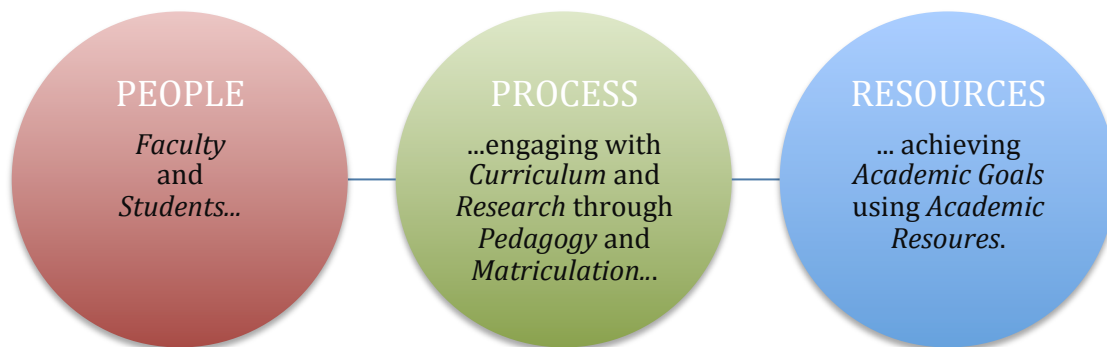 PEOPLE
Faculty
and
Students...
PROCESS
...engaging with
Curriculum and
Research through
Pedagogy and
Matriculation...
RESOURCES
... achieving
Academic Goals
using Academic
Resoures.